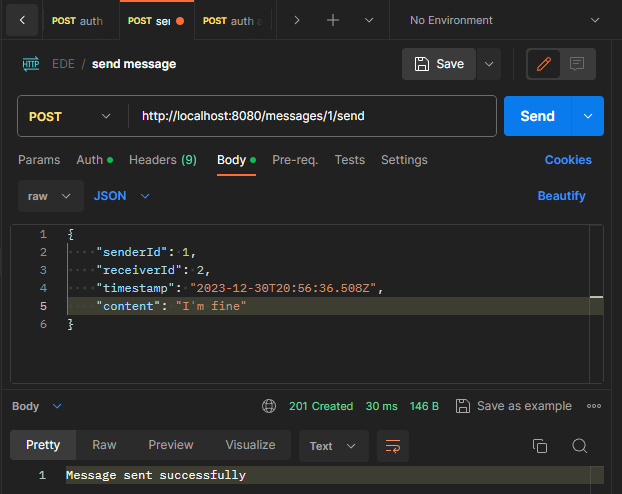 POST auth
POST se
POST auth
No Environment
HTTP EDE / send message
Save
POST http://localhost:8080/messages/1/send
Send
Params Auth Headers (9) Body Pre-req. Tests Settings Cookies
raw JSON Beautify
1 {
2 "senderId": 1,
3 "receiverId": 2,
4 "timestamp": "2023-12-30T20:56:36.508Z",
5 "content": "I'm fine"
6 }
Body 201 Created 30 ms 146 B Save as example
Pretty Raw Preview Visualize Text
1 Message sent successfully